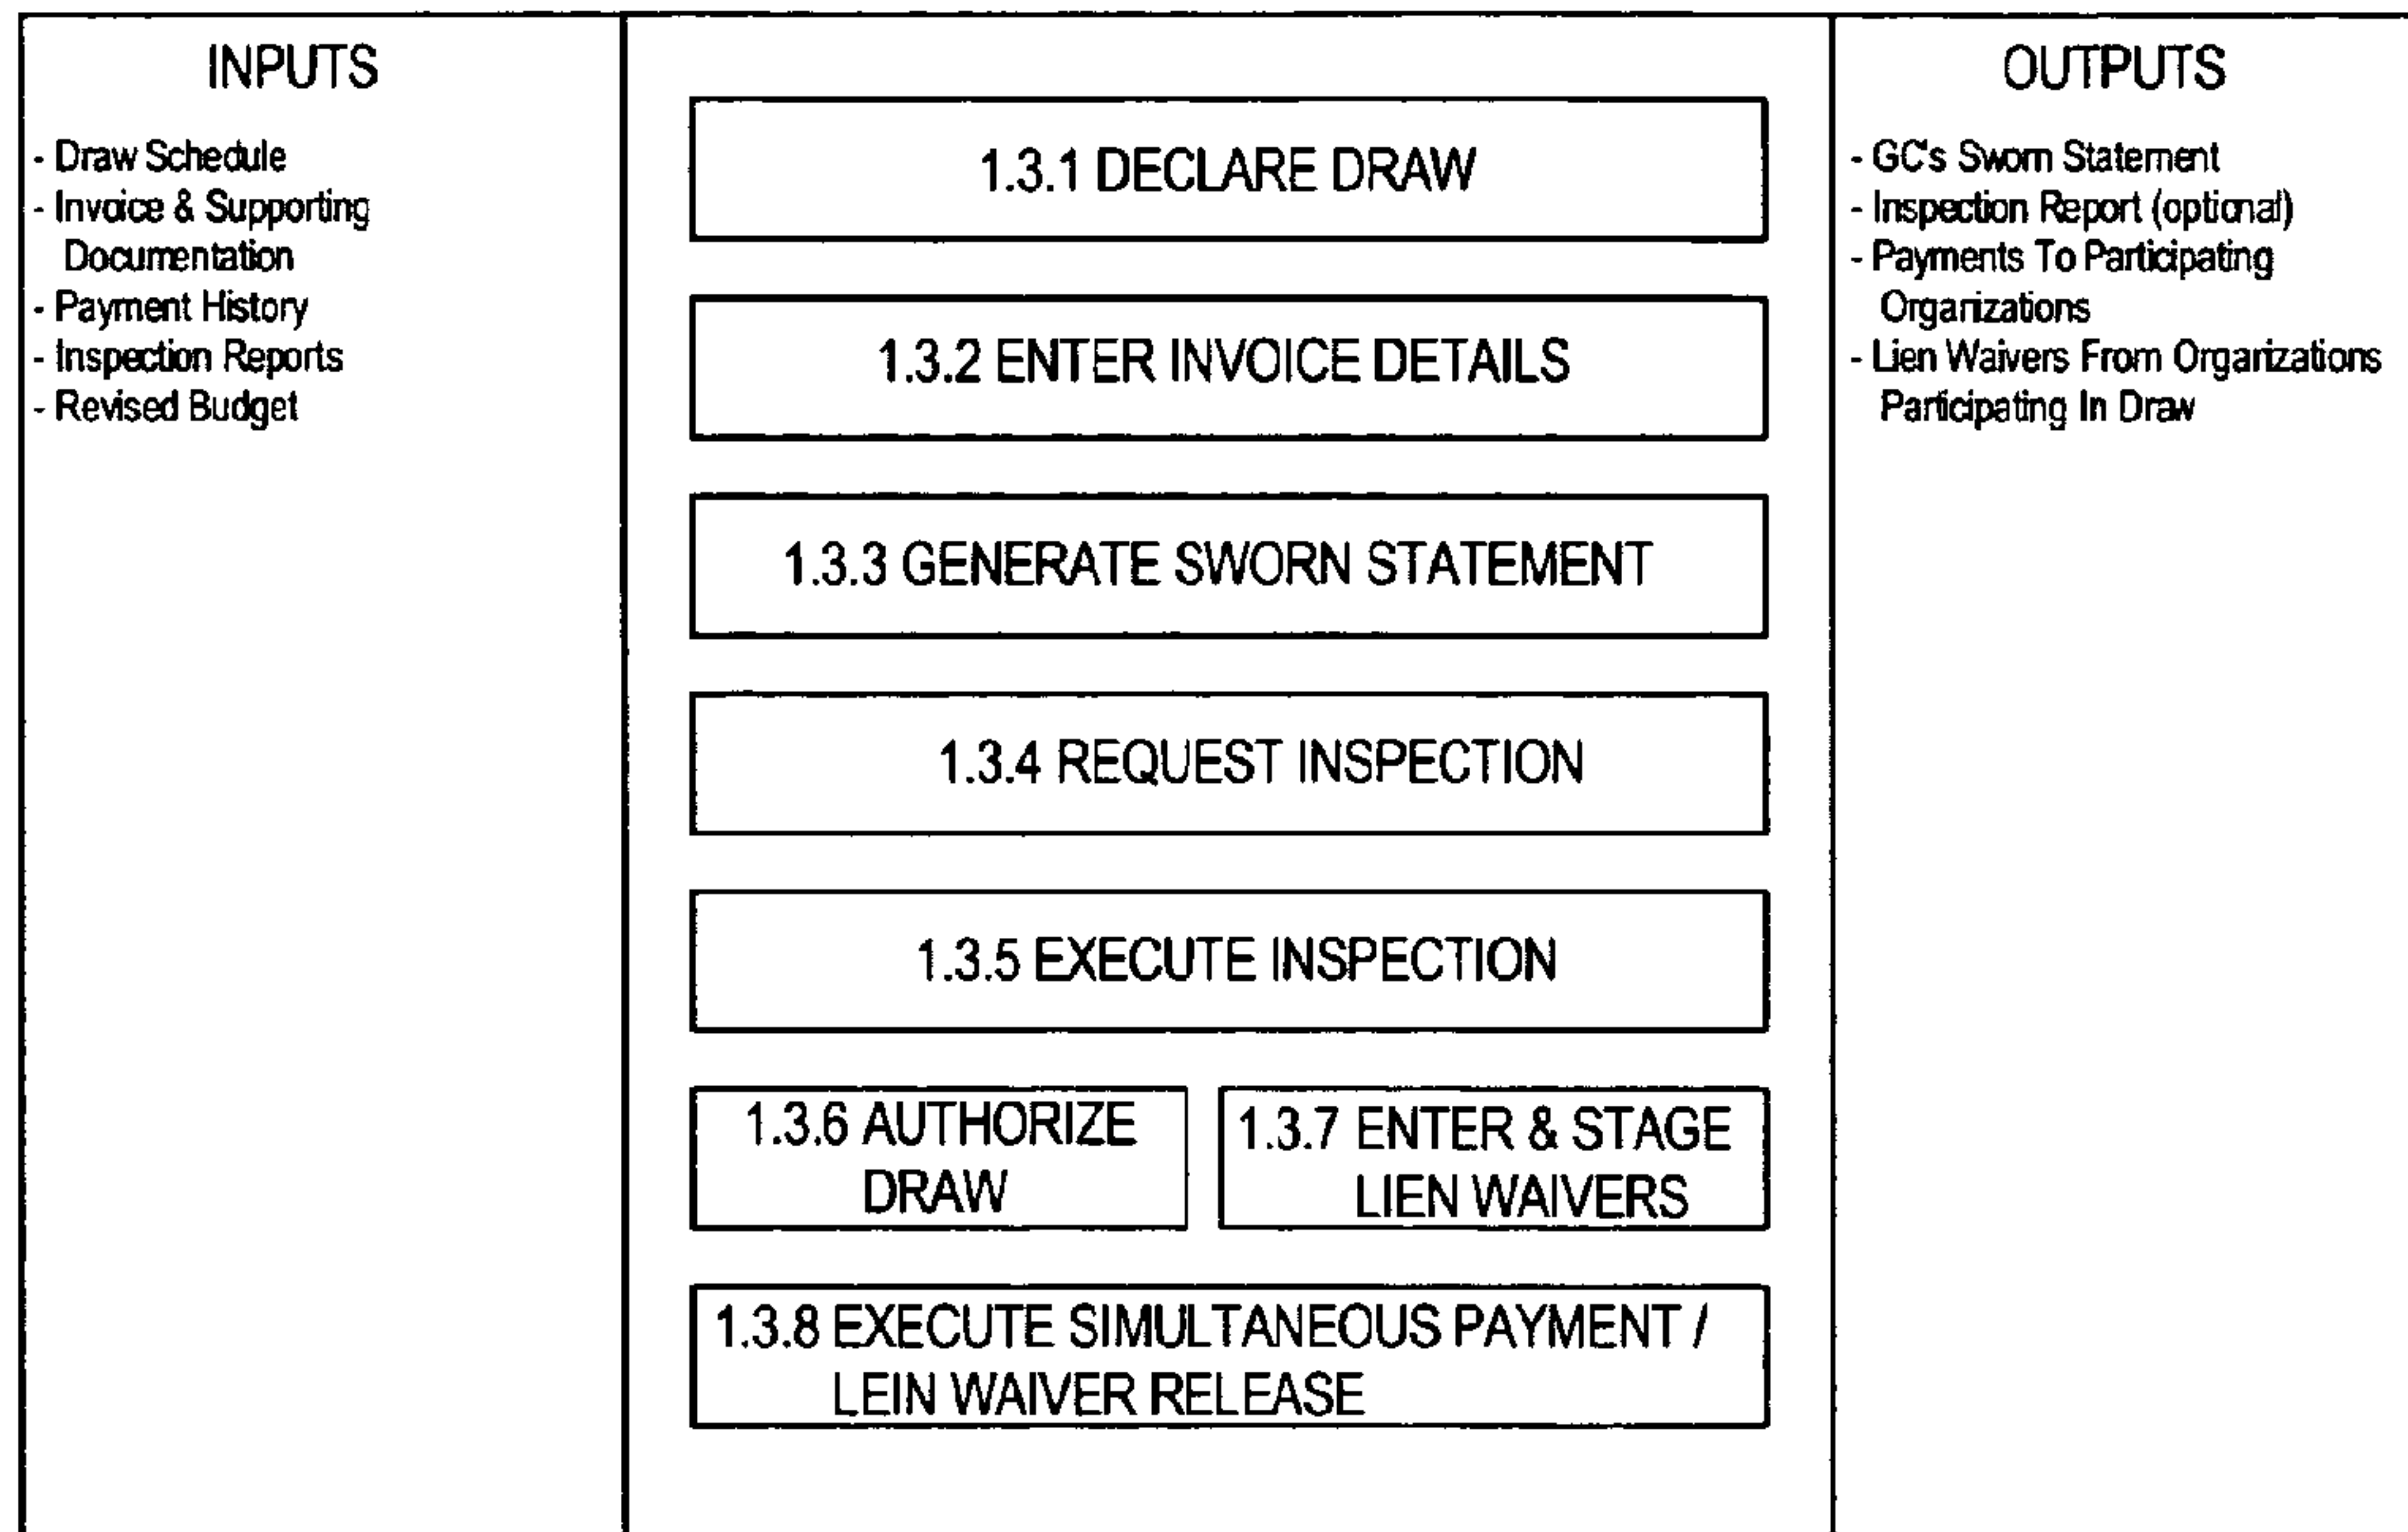 INPUTS
- Draw Schedule
- Invoice & Supporting
Documentation
- Payment History
- Inspection Reports
- Revised Budget
1.3.1 DECLARE DRAW
1.3.2 ENTER INVOICE DETAILS
1.3.3 GENERATE SWORN STATEMENT
1.3.4 REQUEST INSPECTION
1.3.5 EXECUTE INSPECTION
1.3.6 AUTHORIZE
DRAW
1.3.7 ENTER & STAGE
LIEN WAIVERS
1.3.8 EXECUTE SIMULTANEOUS PAYMENT /
LEIN WAIVER RELEASE
OUTPUTS
- GC's Sworn Statement
- Inspection Report (optional)
- Payments To Participating
Organizations
- Lien Waivers From Organizations
Participating In Draw